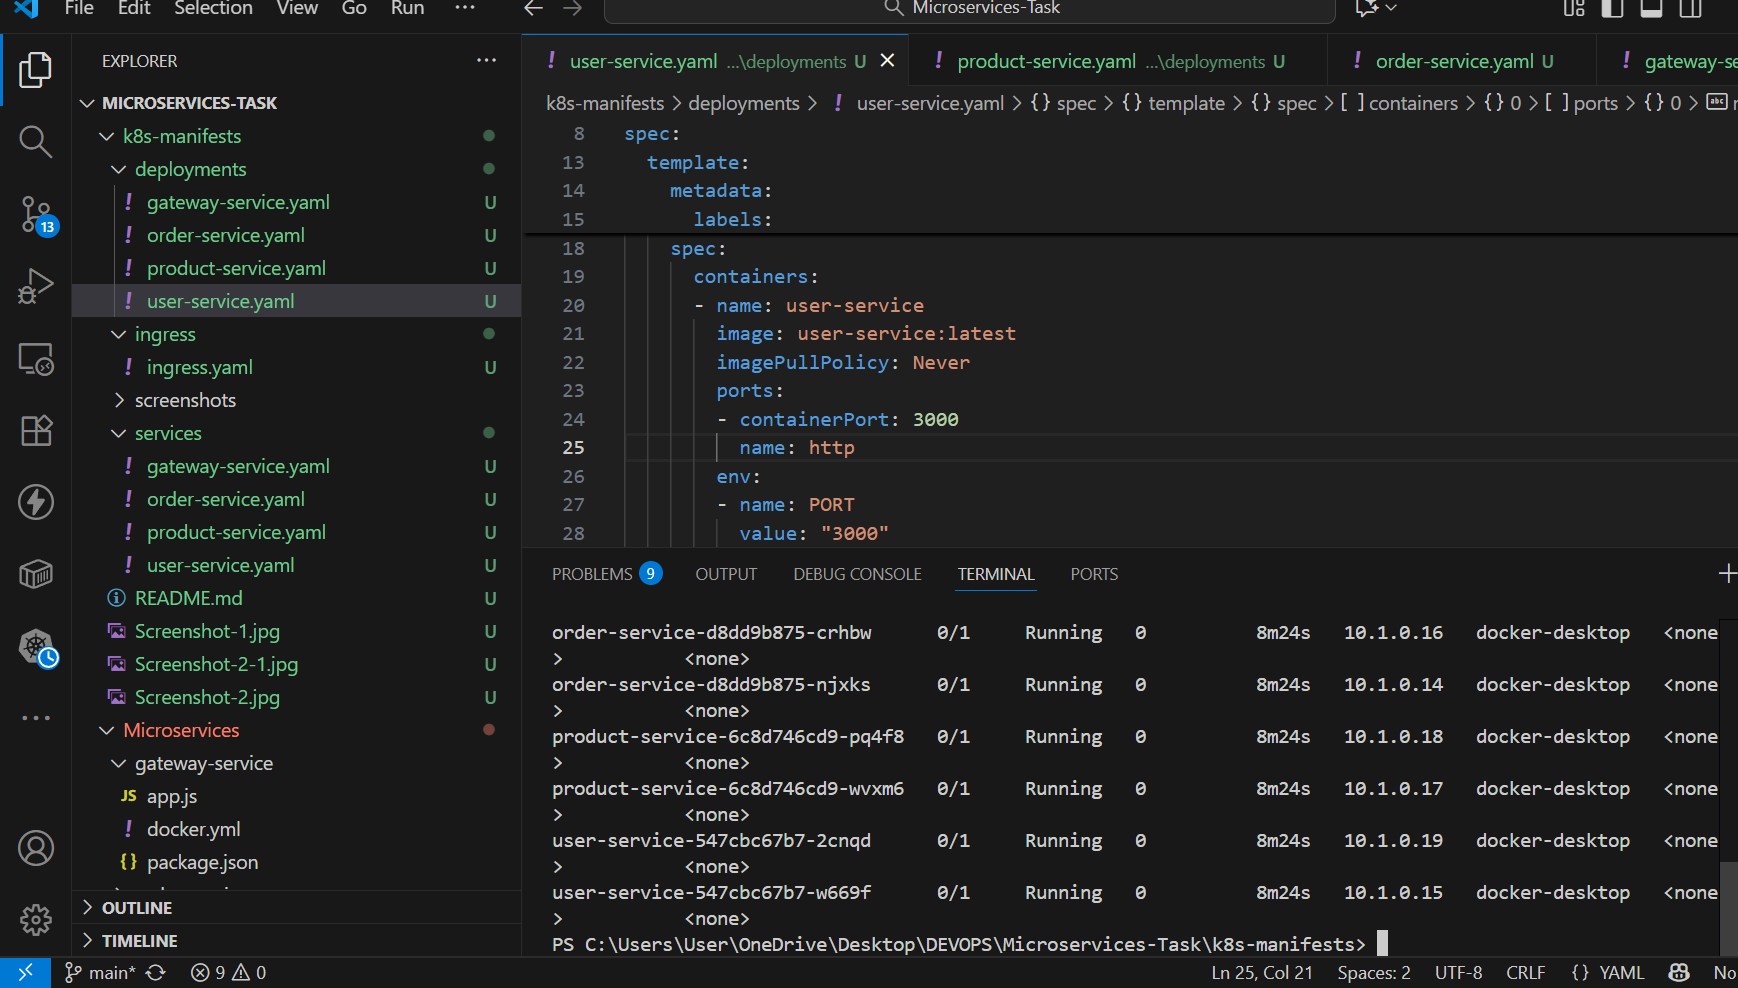 File Edit Selection View Go Run ··· Microservices-Task
EXPLORER ···
MICROSERVICES-TASK
k8s-manifests
deployments
gateway-service.yaml U
order-service.yaml U
product-service.yaml U
user-service.yaml U
ingress
ingress.yaml U
screenshots
services
gateway-service.yaml U
order-service.yaml U
product-service.yaml U
user-service.yaml U
README.md U
Screenshot-1.jpg U
Screenshot-2-1.jpg U
Screenshot-2.jpg U
Microservices
gateway-service
JS app.js
docker.yml
{} package.json
OUTLINE
TIMELINE
13
user-service.yaml ...\deployments U product-service.yaml ...\deployments U order-service.yaml U gateway-se
k8s-manifests > deployments > ! user-service.yaml > {} spec > {} template > {} spec > [ ] containers > {} 0 > [ ] ports > {} 0 > abc
8 spec:
13 template:
14 metadata:
15 labels:
18 spec:
19 containers:
20 - name: user-service
21 image: user-service:latest
22 imagePullPolicy: Never
23 ports:
24 - containerPort: 3000
25 name: http
26 env:
27 - name: PORT
28 value: "3000"
PROBLEMS 9 OUTPUT DEBUG CONSOLE TERMINAL PORTS
order-service-d8dd9b875-crhbw 0/1 Running 0 8m24s 10.1.0.16 docker-desktop <none
> <none>
order-service-d8dd9b875-njxks 0/1 Running 0 8m24s 10.1.0.14 docker-desktop <none
> <none>
product-service-6c8d746cd9-pq4f8 0/1 Running 0 8m24s 10.1.0.18 docker-desktop <none
> <none>
product-service-6c8d746cd9-wvxm6 0/1 Running 0 8m24s 10.1.0.17 docker-desktop <none
> <none>
user-service-547cbc67b7-2cnqd 0/1 Running 0 8m24s 10.1.0.19 docker-desktop <none
> <none>
user-service-547cbc67b7-w669f 0/1 Running 0 8m24s 10.1.0.15 docker-desktop <none
> <none>
PS C:\Users\User\OneDrive\Desktop\DEVOPS\Microservices-Task\k8s-manifests>
main* 9 0 Ln 25, Col 21 Spaces: 2 UTF-8 CRLF {} YAML No